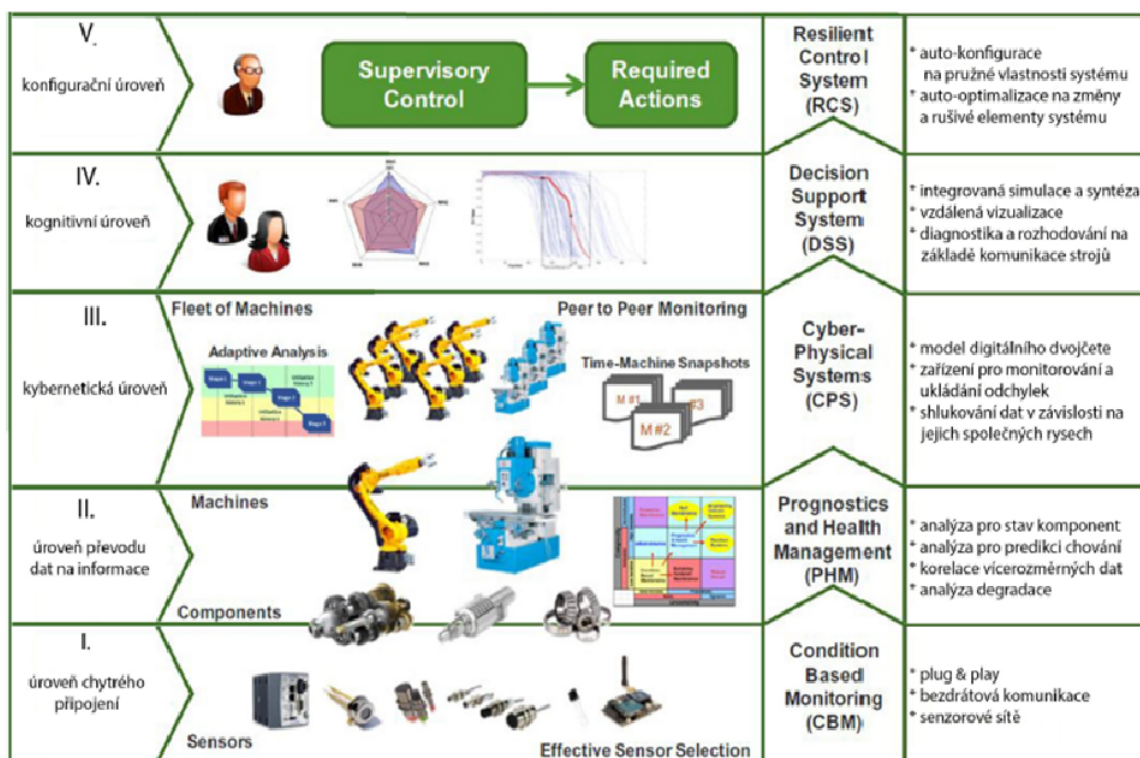 V.
konfigurační úroveň
Supervisory
Control
Required
Actions
Resilient
Control
System
(RCS)
* auto-konfigurace
na pružné vlastnosti systému
* auto-optimalizace na změny
a rušivé elementy systému
IV.
kognitivní úroveň
Decision
Support
System
(DSS)
* integrovaná simulace a syntéza
* vzdálená vizualizace
* diagnostika a rozhodování na
základě komunikace strojů
III.
kybernetická úroveň
Fleet of Machines
Peer to Peer Monitoring
Adaptive Analysis
Time-Machine Snapshots
M #1
#3
M #2
Cyber-
Physical
Systems
(CPS)
* model digitálního dvojčete
* zařízení pro monitorování a
ukládání odchylek
* shlukování dat v závislosti na
jejich společných rysech
II.
úroveň převodu
dat na informace
Machines
Components
Prognostics
and Health
Management
(PHM)
* analýza pro stav komponent
* analýza pro predikci chování
* korelace vícerozměrných dat
* analýza degradace
I.
úroveň chytrého
připojení
Sensors
Effective Sensor Selection
Condition
Based
Monitoring
(CBM)
* plug & play
* bezdrátová komunikace
* senzorové sítě